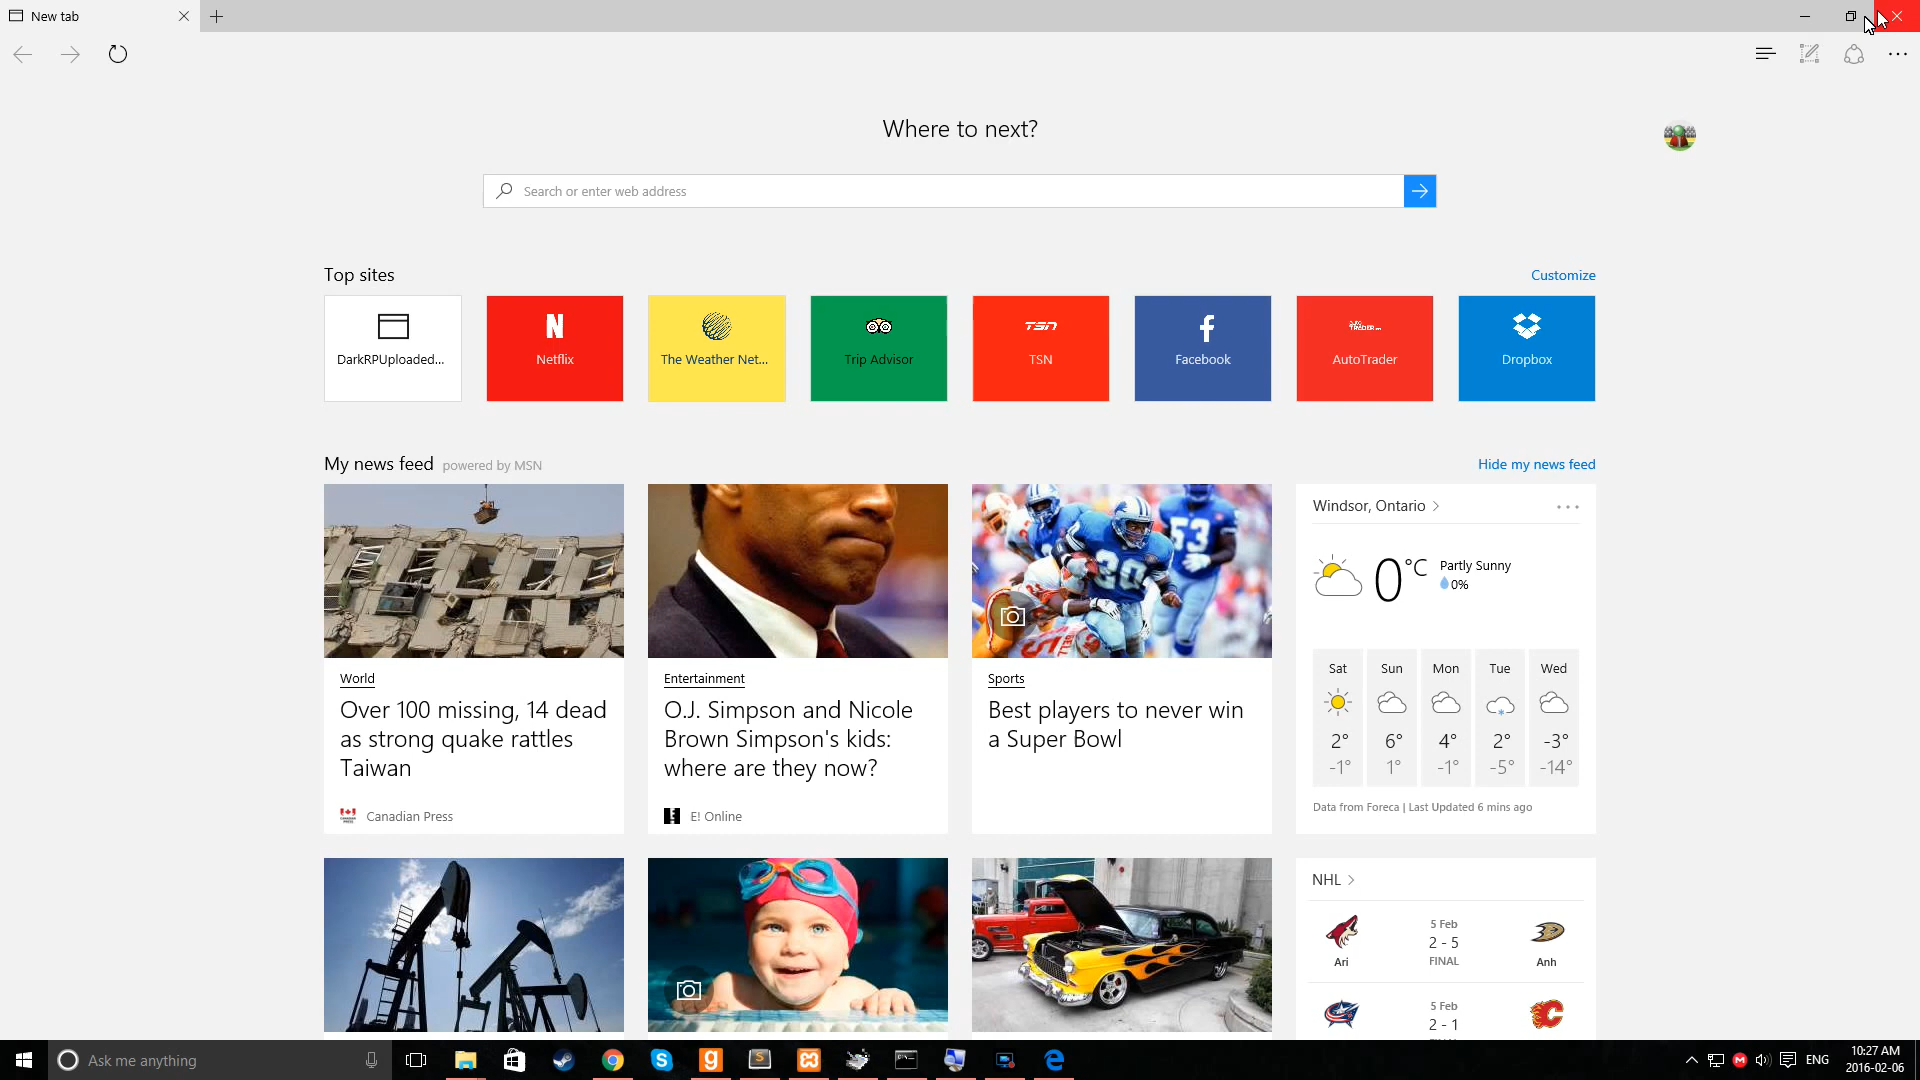 New tab
Where to next?
Search or enter web address
Top sites
Customize
DarkRPUploaded...
Netflix
The Weather Net...
Trip Advisor
TSN
TSN
Facebook
AutoTrader
Dropbox
My news feed powered by MSN
Hide my news feed
World
Over 100 missing, 14 dead
as strong quake rattles
Taiwan
Canadian Press
Entertainment
O.J. Simpson and Nicole
Brown Simpson's kids:
where are they now?
E! Online
Sports
Best players to never win
a Super Bowl
Windsor, Ontario
0°C
Partly Sunny
0%
Sat Sun Mon Tue Wed
2° 6° 4° 2° -3°
-1° 1° -1° -5° -14°
Data from Foreca | Last Updated 6 mins ago
NHL
5 Feb
2 - 5
FINAL
Ari
Anh
5 Feb
2 - 1
Ask me anything
ENG
10:27 AM
2016-02-06
53
20